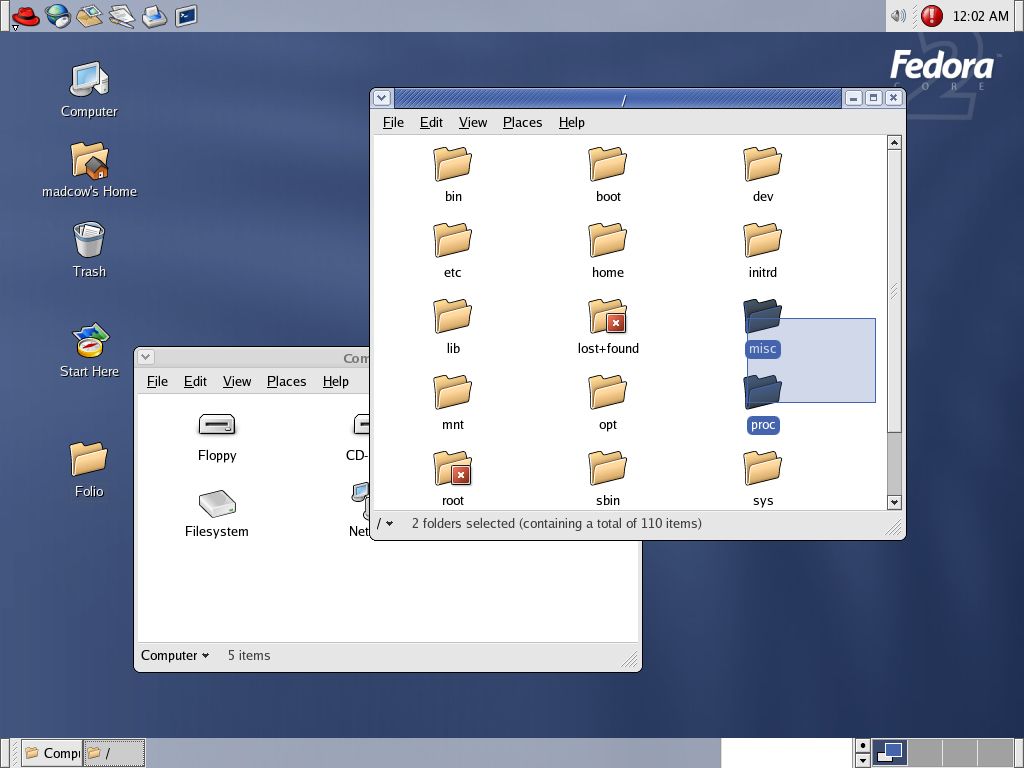 12:02 AM
Fedora
CORE
2
Computer
madcow's Home
Trash
Start Here
Folio
/
File Edit View Places Help
bin boot dev
etc home initrd
lib lost+found misc
mnt opt proc
root sbin sys
/ 2 folders selected (containing a total of 110 items)
Com
File Edit View Places Help
Floppy CD-
Filesystem Net
Computer 5 items
Compu /